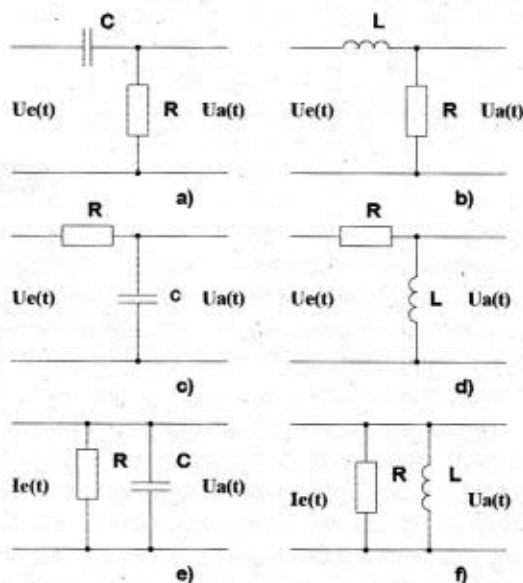 C
Ue(t) R Ua(t)
a)
L
Ue(t) R Ua(t)
b)
R
Ue(t) C Ua(t)
c)
R
Ue(t) L Ua(t)
d)
Ie(t) R C Ua(t)
e)
Ie(t) R L Ua(t)
f)